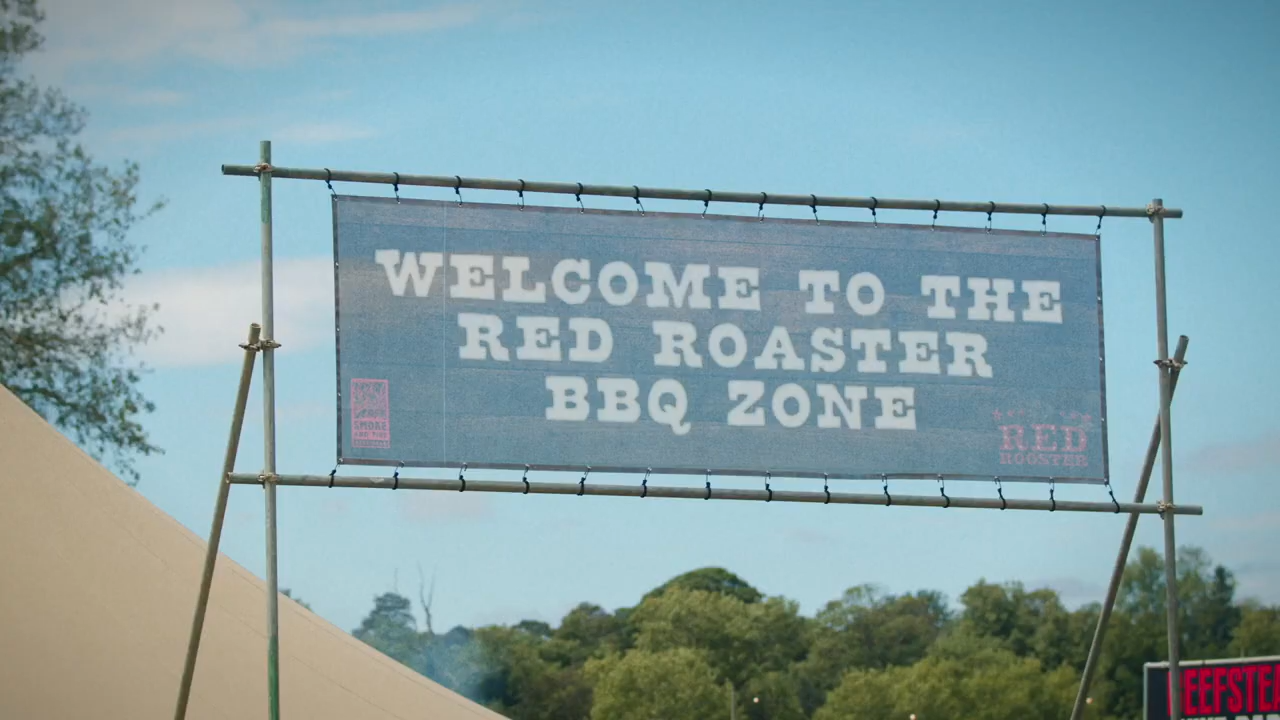 WELCOME TO THE
RED ROASTER
BBQ ZONE
SMOKE
RED
ROOSTER